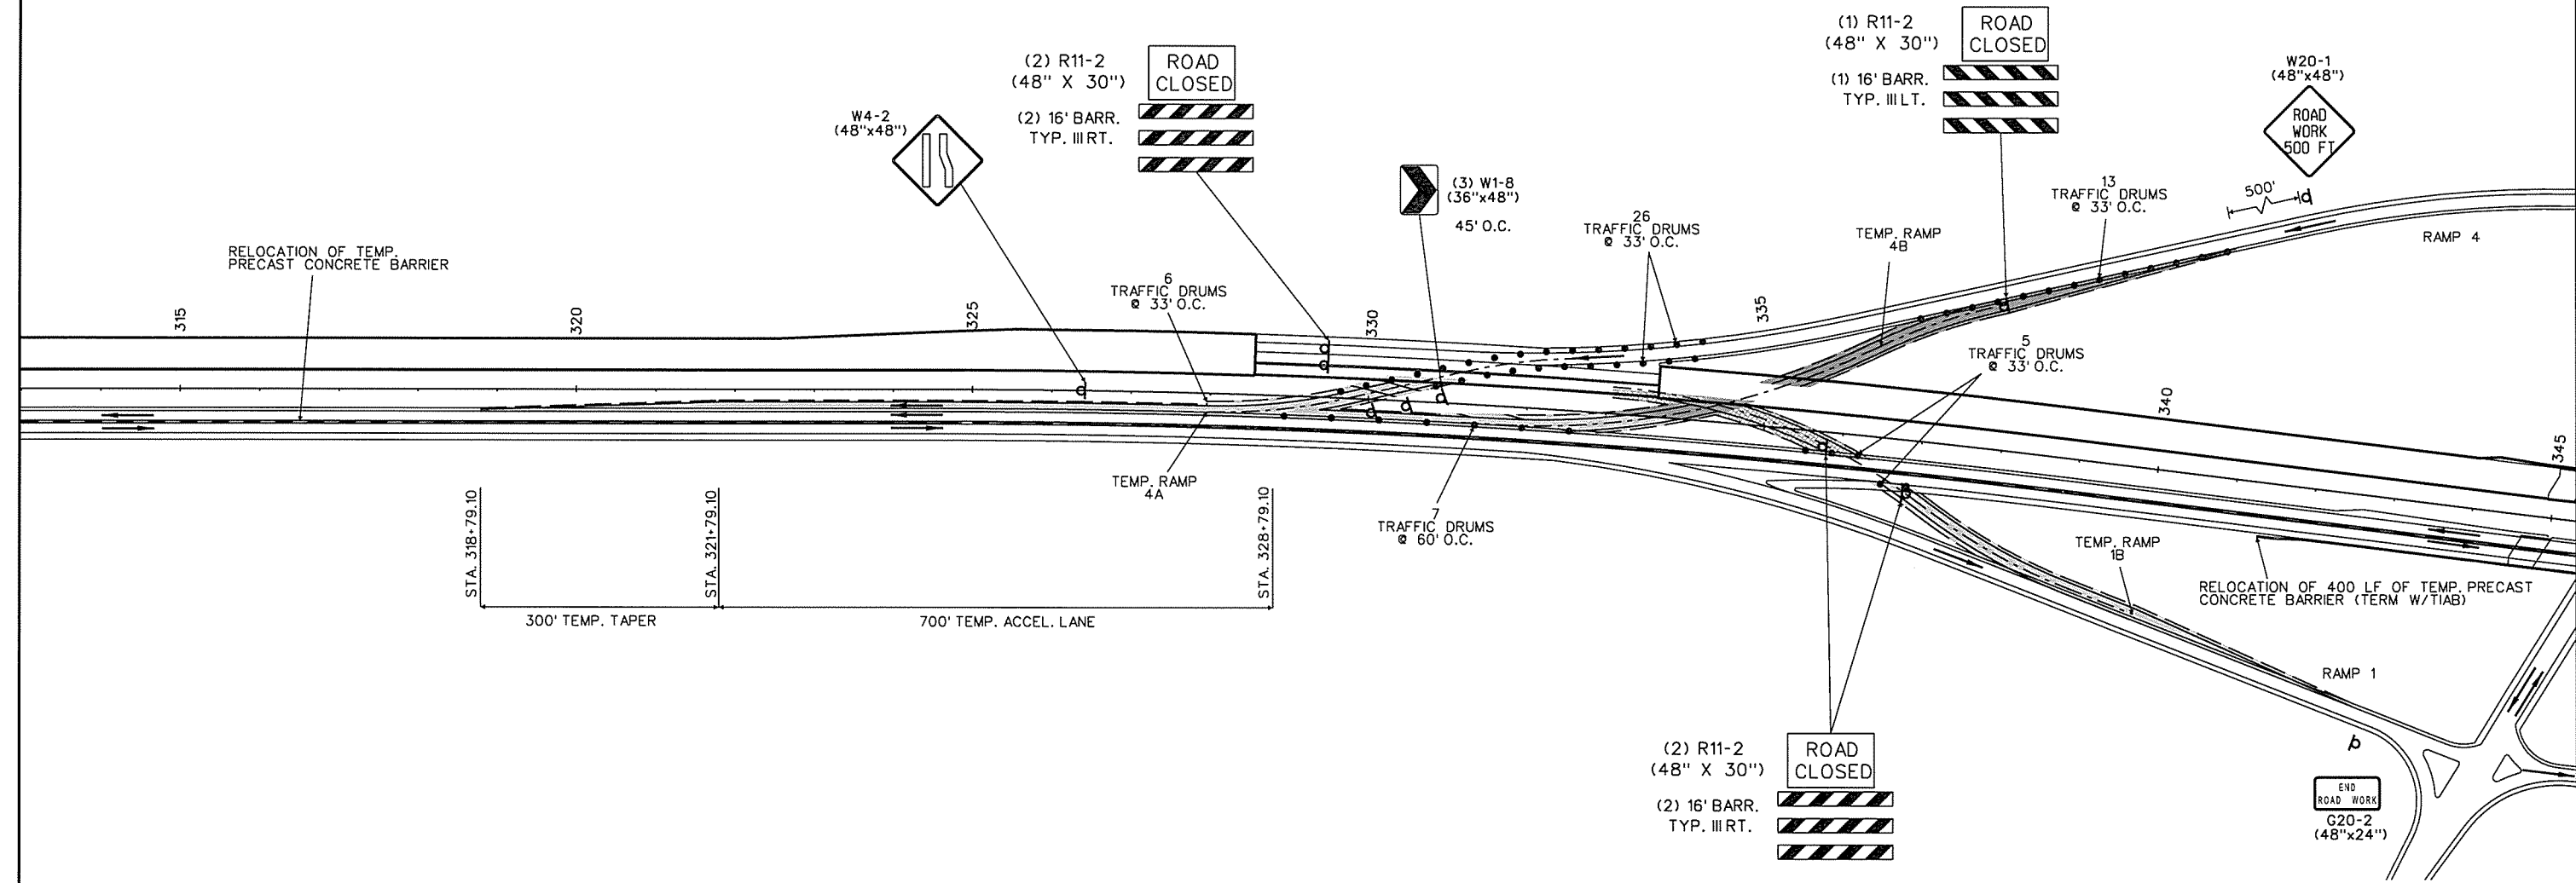 (1) R11-2
(48" X 30")
ROAD
CLOSED
(1) 16' BARR.
TYP. III LT.
(2) R11-2
(48" X 30")
ROAD
CLOSED
(2) 16' BARR.
TYP. III RT.
W20-1
(48"x48")
ROAD
WORK
500 FT
W4-2
(48"x48")
(3) W1-8
(36"x48")
45' O.C.
13
TRAFFIC DRUMS
@ 33' O.C.
500'
26
TRAFFIC DRUMS
@ 33' O.C.
TEMP. RAMP
4B
RAMP 4
RELOCATION OF TEMP.
PRECAST CONCRETE BARRIER
6
TRAFFIC DRUMS
@ 33' O.C.
315
320
325
330
335
340
345
5
TRAFFIC DRUMS
@ 33' O.C.
TEMP. RAMP
4A
7
TRAFFIC DRUMS
@ 60' O.C.
STA. 318+79.10
STA. 321+79.10
STA. 328+79.10
300' TEMP. TAPER
700' TEMP. ACCEL. LANE
TEMP. RAMP
1B
RELOCATION OF 400 LF OF TEMP. PRECAST
CONCRETE BARRIER (TERM W/TIAB)
RAMP 1
(2) R11-2
(48" X 30")
ROAD
CLOSED
(2) 16' BARR.
TYP. III RT.
END
ROAD WORK
G20-2
(48"x24")